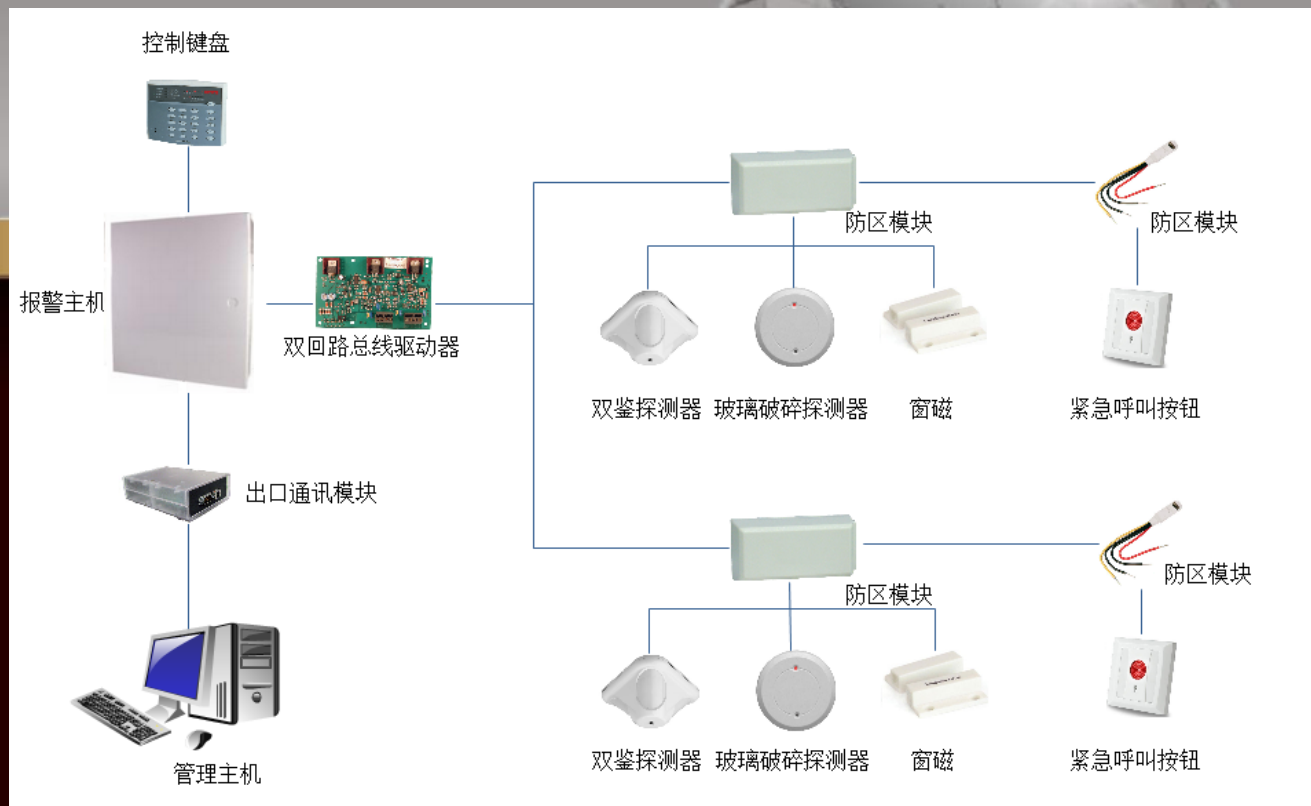 控制键盘
报警主机
双回路总线驱动器
出口通讯模块
管理主机
防区模块
防区模块
双鉴探测器
玻璃破碎探测器
窗磁
紧急呼叫按钮
防区模块
防区模块
双鉴探测器
玻璃破碎探测器
窗磁
紧急呼叫按钮